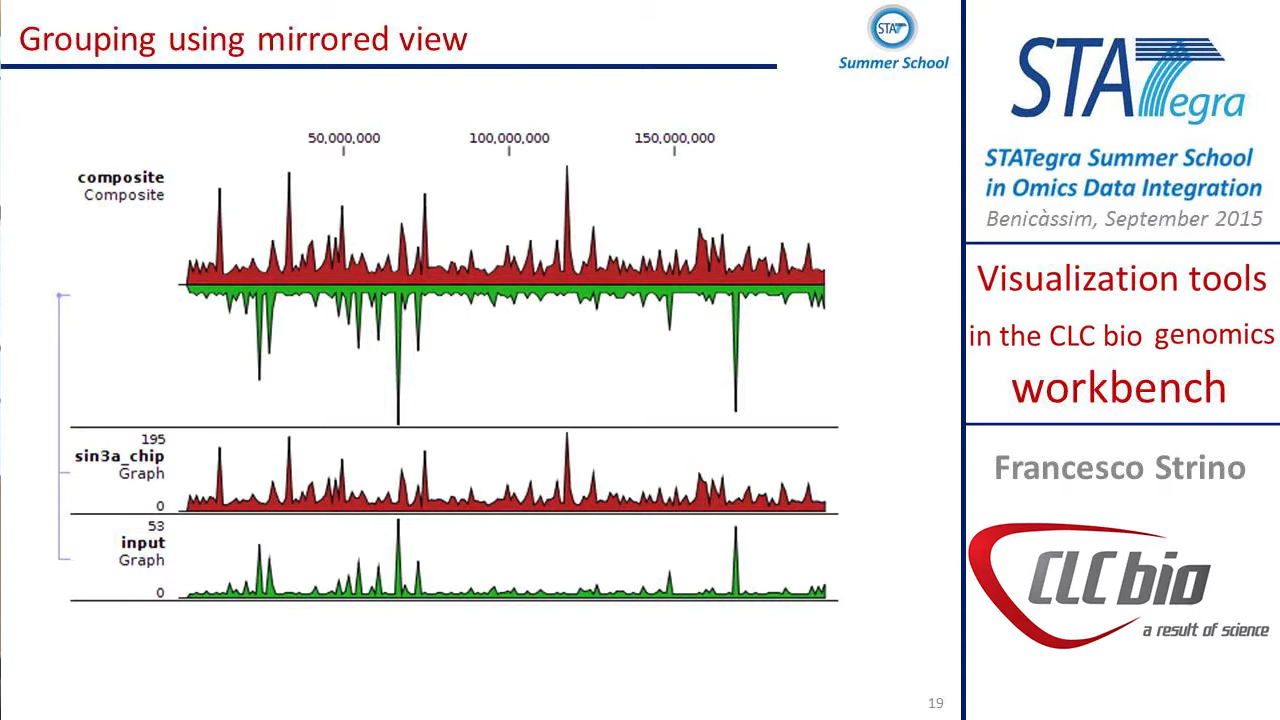 Grouping using mirrored view
STAT
Summer School
50,000,000
100,000,000
150,000,000
composite
Composite
195
sin3a_chip
Graph
0
53
input
Graph
0
19
STATegra
STATegra Summer School
in Omics Data Integration
Benicàssim, September 2015
Visualization tools
in the CLC bio genomics
workbench
Francesco Strino
CLC bio
a result of science